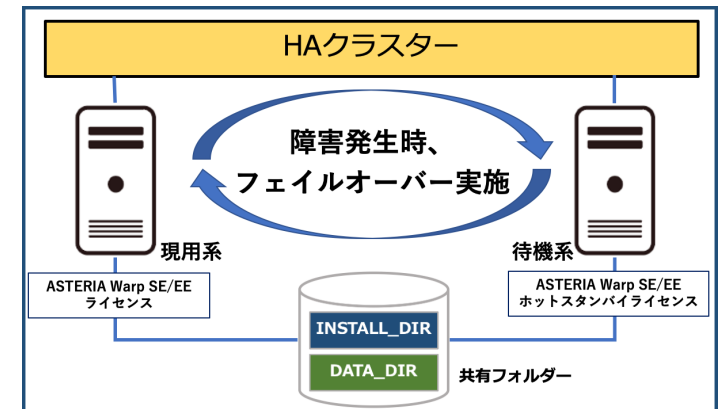 HAクラスター
障害発生時、
フェイルオーバー実施
現用系
待機系
ASTERIA Warp SE/EE
ライセンス
ASTERIA Warp SE/EE
ホットスタンバイライセンス
INSTALL_DIR
DATA_DIR
共有フォルダー